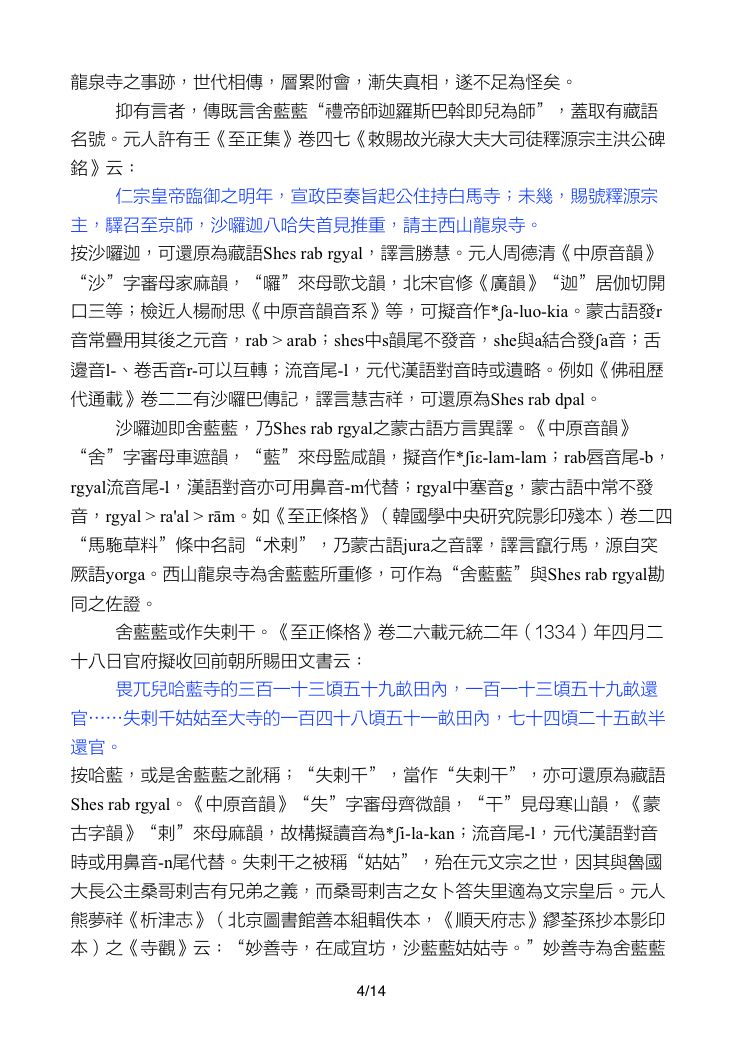 龍泉寺之事跡，世代相傳，層累附會，漸失真相，遂不足為怪矣。
抑有言者，傳既言舍藍藍“禮帝師迦羅斯巴斡即兒為師”，蓋取有藏語
名號。元人許有壬《至正集》卷四七《敕賜故光祿大夫大司徒釋源宗主洪公碑
銘》云：
仁宗皇帝臨御之明年，宣政臣奏旨起公住持白馬寺；未幾，賜號釋源宗
主，驛召至京師，沙囉迦八哈失首見推重，請主西山龍泉寺。
按沙囉迦，可還原為藏語Shes rab rgyal，譯言勝慧。元人周德清《中原音韻》
“沙”字審母家麻韻，“囉”來母歌戈韻，北宋官修《廣韻》“迦”居伽切開
口三等；檢近人楊耐思《中原音韻音系》等，可擬音作*ʃa-luo-kia。蒙古語發r
音常疊用其後之元音，rab > arab；shes中s韻尾不發音，she與a結合發ʃa音；舌
邊音l-、卷舌音r-可以互轉；流音尾-l，元代漢語對音時或遺略。例如《佛祖歷
代通載》卷二二有沙囉巴傳記，譯言慧吉祥，可還原為Shes rab dpal。
沙囉迦即舍藍藍，乃Shes rab rgyal之蒙古語方言異譯。《中原音韻》
“舍”字審母車遮韻，“藍”來母監咸韻，擬音作*ʃiɛ-lam-lam；rab唇音尾-b，
rgyal流音尾-l，漢語對音亦可用鼻音-m代替；rgyal中塞音g，蒙古語中常不發
音，rgyal > ra'al > rām。如《至正條格》（韓國學中央研究院影印殘本）卷二四
“馬駞草料”條中名詞“术剌”，乃蒙古語jura之音譯，譯言竄行馬，源自突
厥語yorga。西山龍泉寺為舍藍藍所重修，可作為“舍藍藍”與Shes rab rgyal勘
同之佐證。
舍藍藍或作失剌干。《至正條格》卷二六載元統二年（1334）年四月二
十八日官府擬收回前朝所賜田文書云：
畏兀兒哈藍寺的三百一十三頃五十九畝田內，一百一十三頃五十九畝還
官……失剌千姑姑至大寺的一百四十八頃五十一畝田內，七十四頃二十五畝半
還官。
按哈藍，或是舍藍藍之訛稱；“失剌千”，當作“失剌干”，亦可還原為藏語
Shes rab rgyal。《中原音韻》“失”字審母齊微韻，“干”見母寒山韻，《蒙
古字韻》“剌”來母麻韻，故構擬讀音為*ʃi-la-kan；流音尾-l，元代漢語對音
時或用鼻音-n尾代替。失剌干之被稱“姑姑”，殆在元文宗之世，因其與魯國
大長公主桑哥剌吉有兄弟之義，而桑哥剌吉之女卜答失里適為文宗皇后。元人
熊夢祥《析津志》（北京圖書館善本組輯佚本，《順天府志》繆荃孫抄本影印
本）之《寺觀》云：“妙善寺，在咸宜坊，沙藍藍姑姑寺。”妙善寺為舍藍藍
4/14